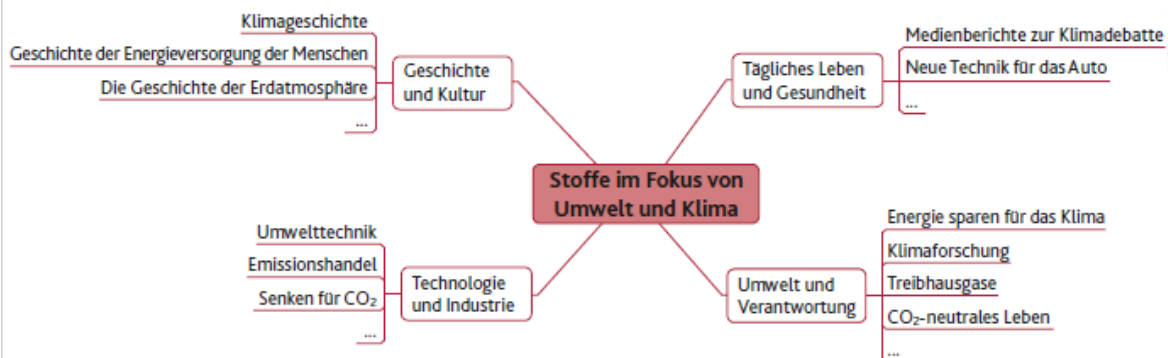 Klimageschichte
Geschichte der Energieversorgung der Menschen
Die Geschichte der Erdatmosphäre
...
Geschichte
und Kultur
Medienberichte zur Klimadebatte
Neue Technik für das Auto
...
Tägliches Leben
und Gesundheit
Stoffe im Fokus von
Umwelt und Klima
Umwelttechnik
Emissionshandel
Senken für CO₂
...
Technologie
und Industrie
Energie sparen für das Klima
Klimaforschung
Treibhausgase
CO₂-neutrales Leben
...
Umwelt und
Verantwortung